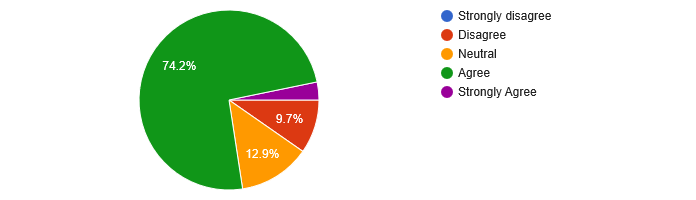 74.2%
9.7%
12.9%
Strongly disagree
Disagree
Neutral
Agree
Strongly Agree